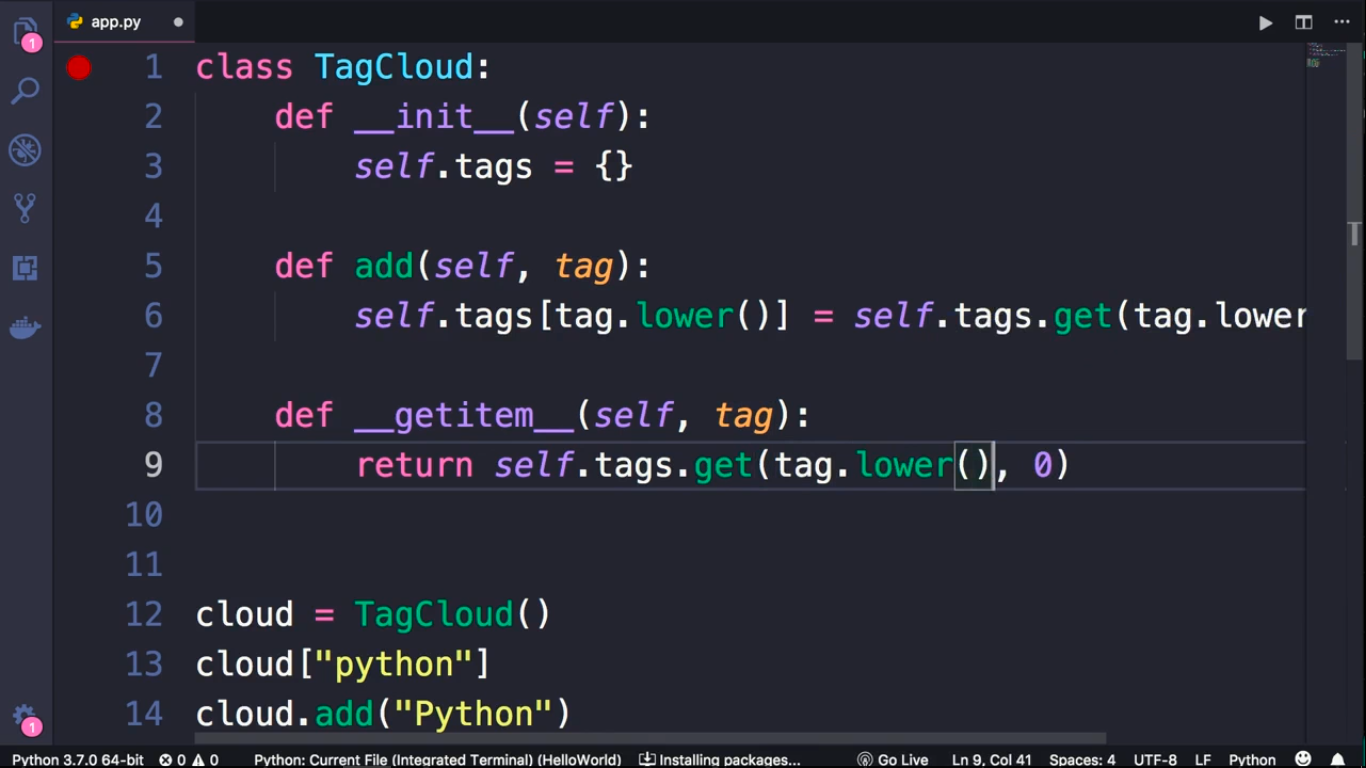 app.py
1
1 class TagCloud:
2 def __init__(self):
3 self.tags = {}
4
5 def add(self, tag):
6 self.tags[tag.lower()] = self.tags.get(tag.lower
7
8 def __getitem__(self, tag):
9 return self.tags.get(tag.lower(), 0)
10
11
12 cloud = TagCloud()
13 cloud["python"]
1
14 cloud.add("Python")
Python 3.7.0 64-bit 0 0 Python: Current File (Integrated Terminal) (HelloWorld) Installing packages... Go Live Ln 9, Col 41 Spaces: 4 UTF-8 LF Python